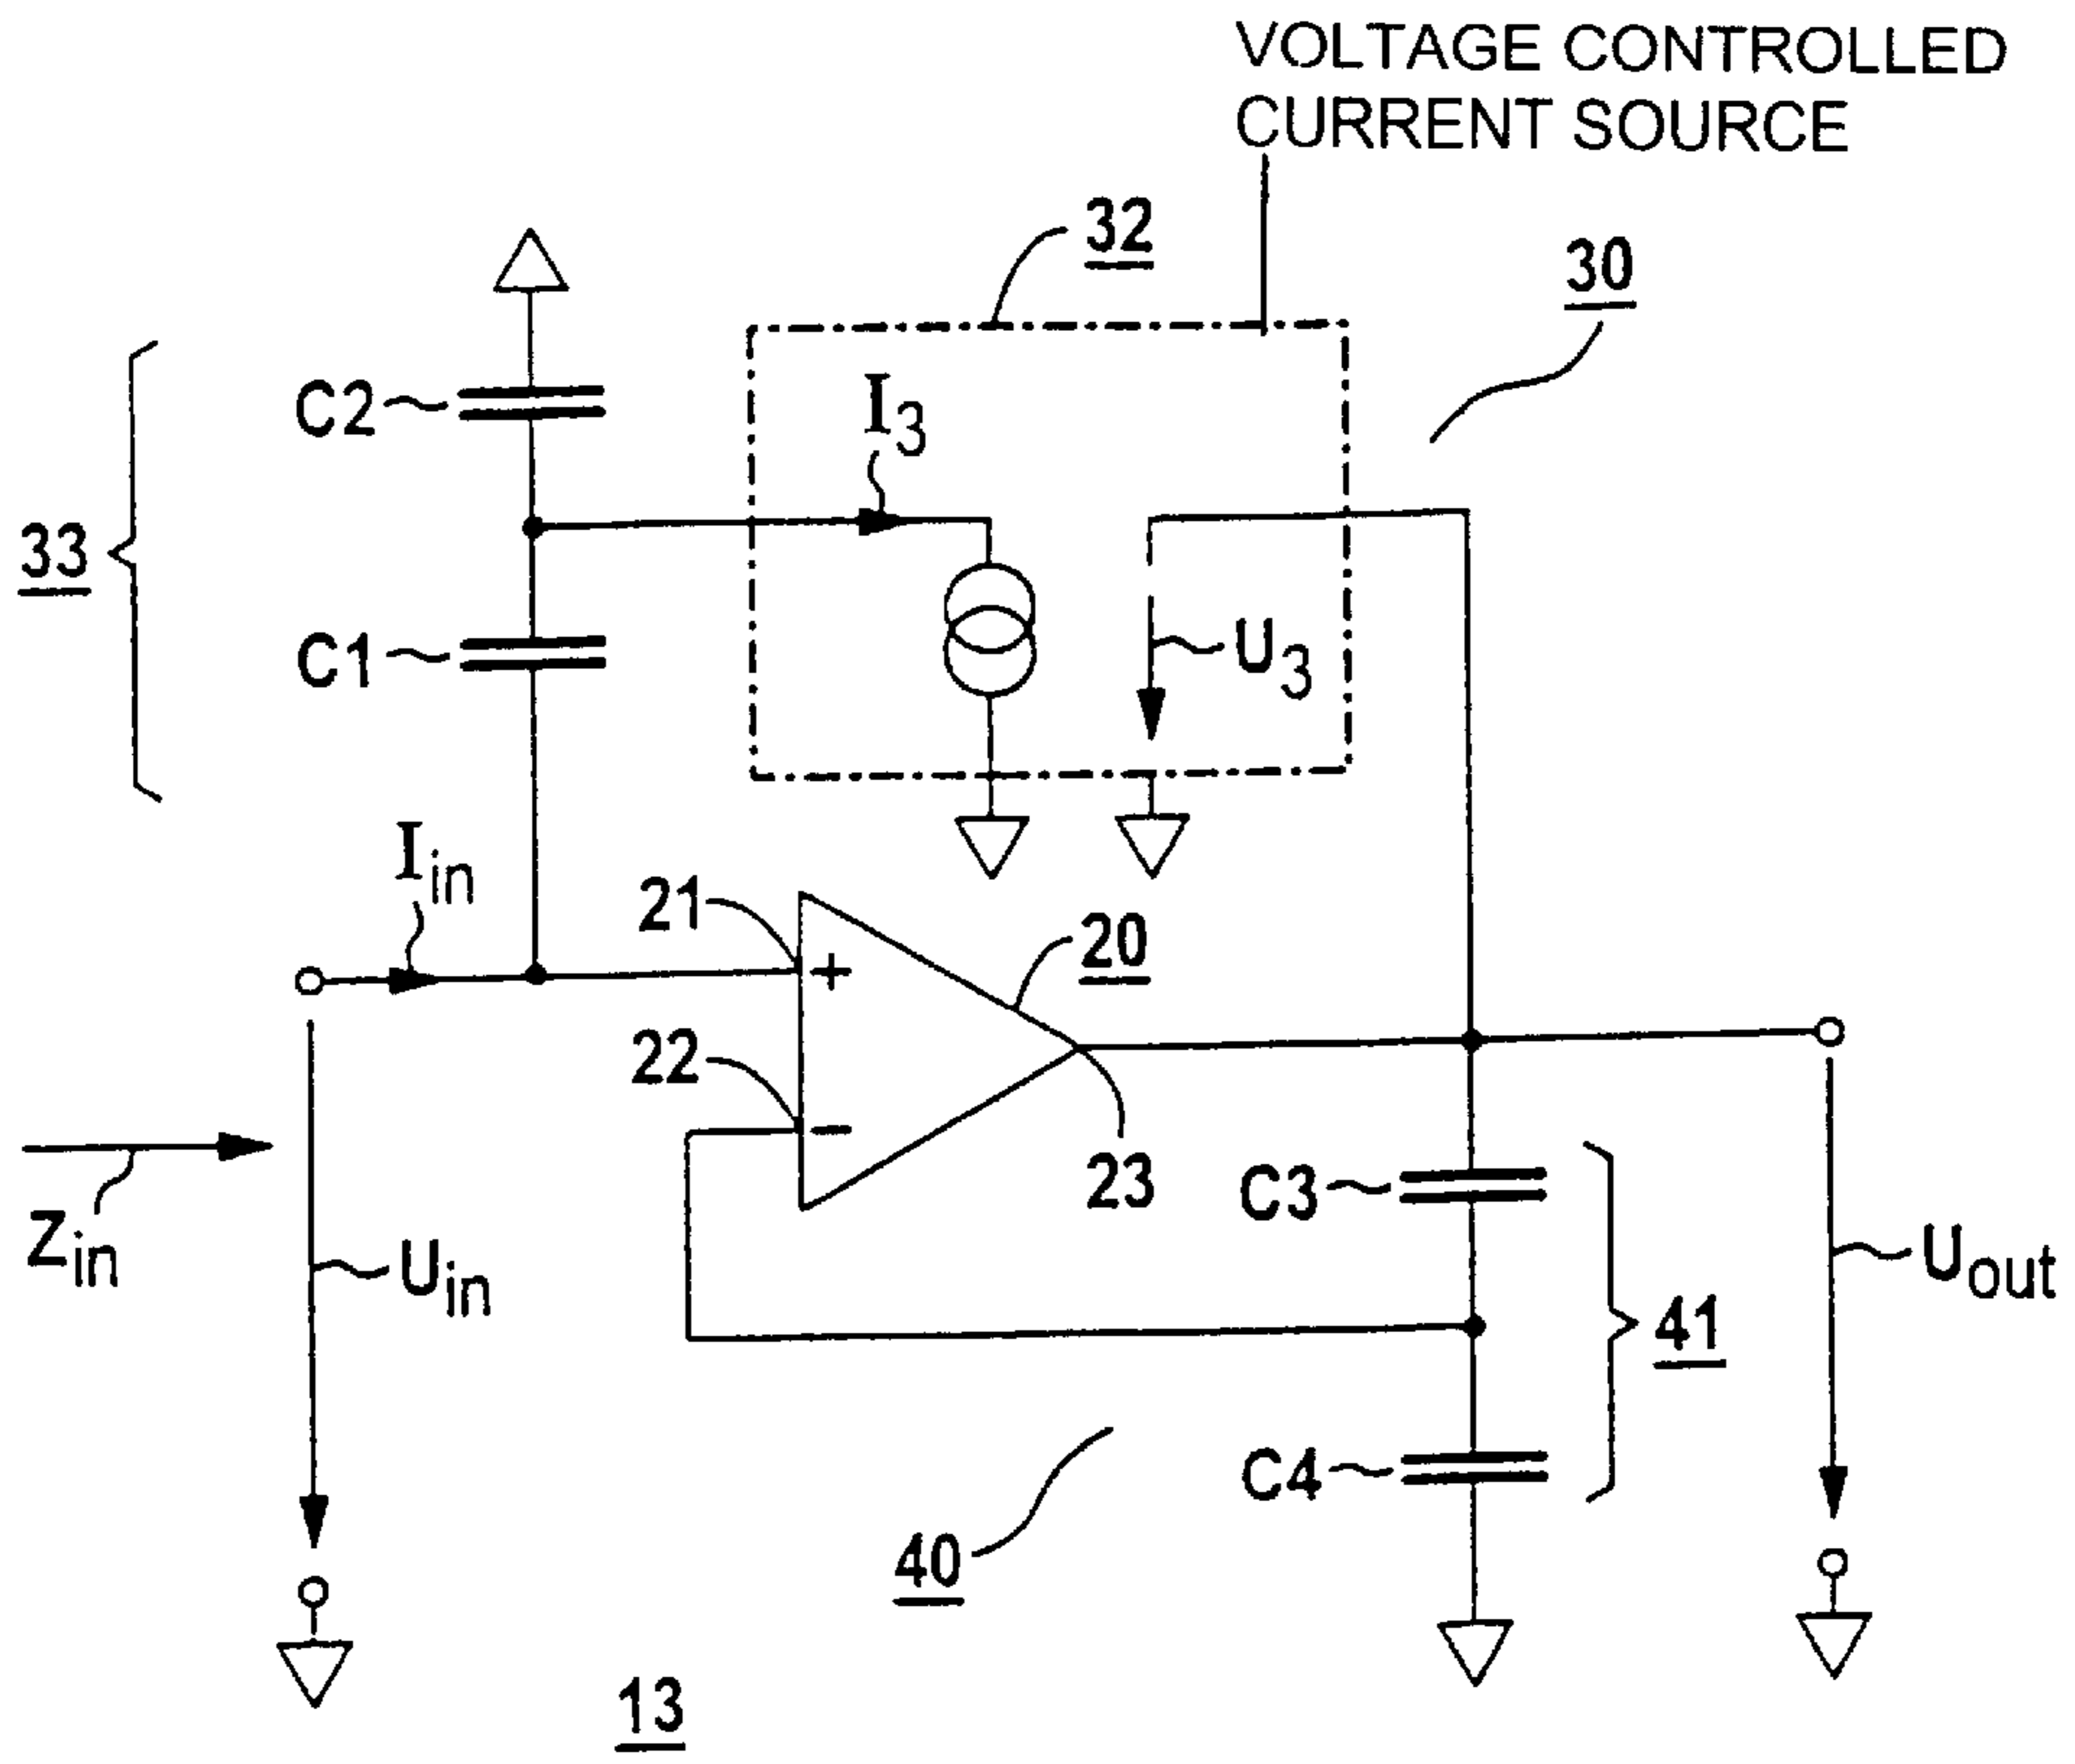 VOLTAGE CONTROLLED
CURRENT SOURCE
32
30
C2
I3
33
C1
U3
Iin
21
+
20
22
−
23
C3
Zin
Uin
Uout
41
C4
40
13